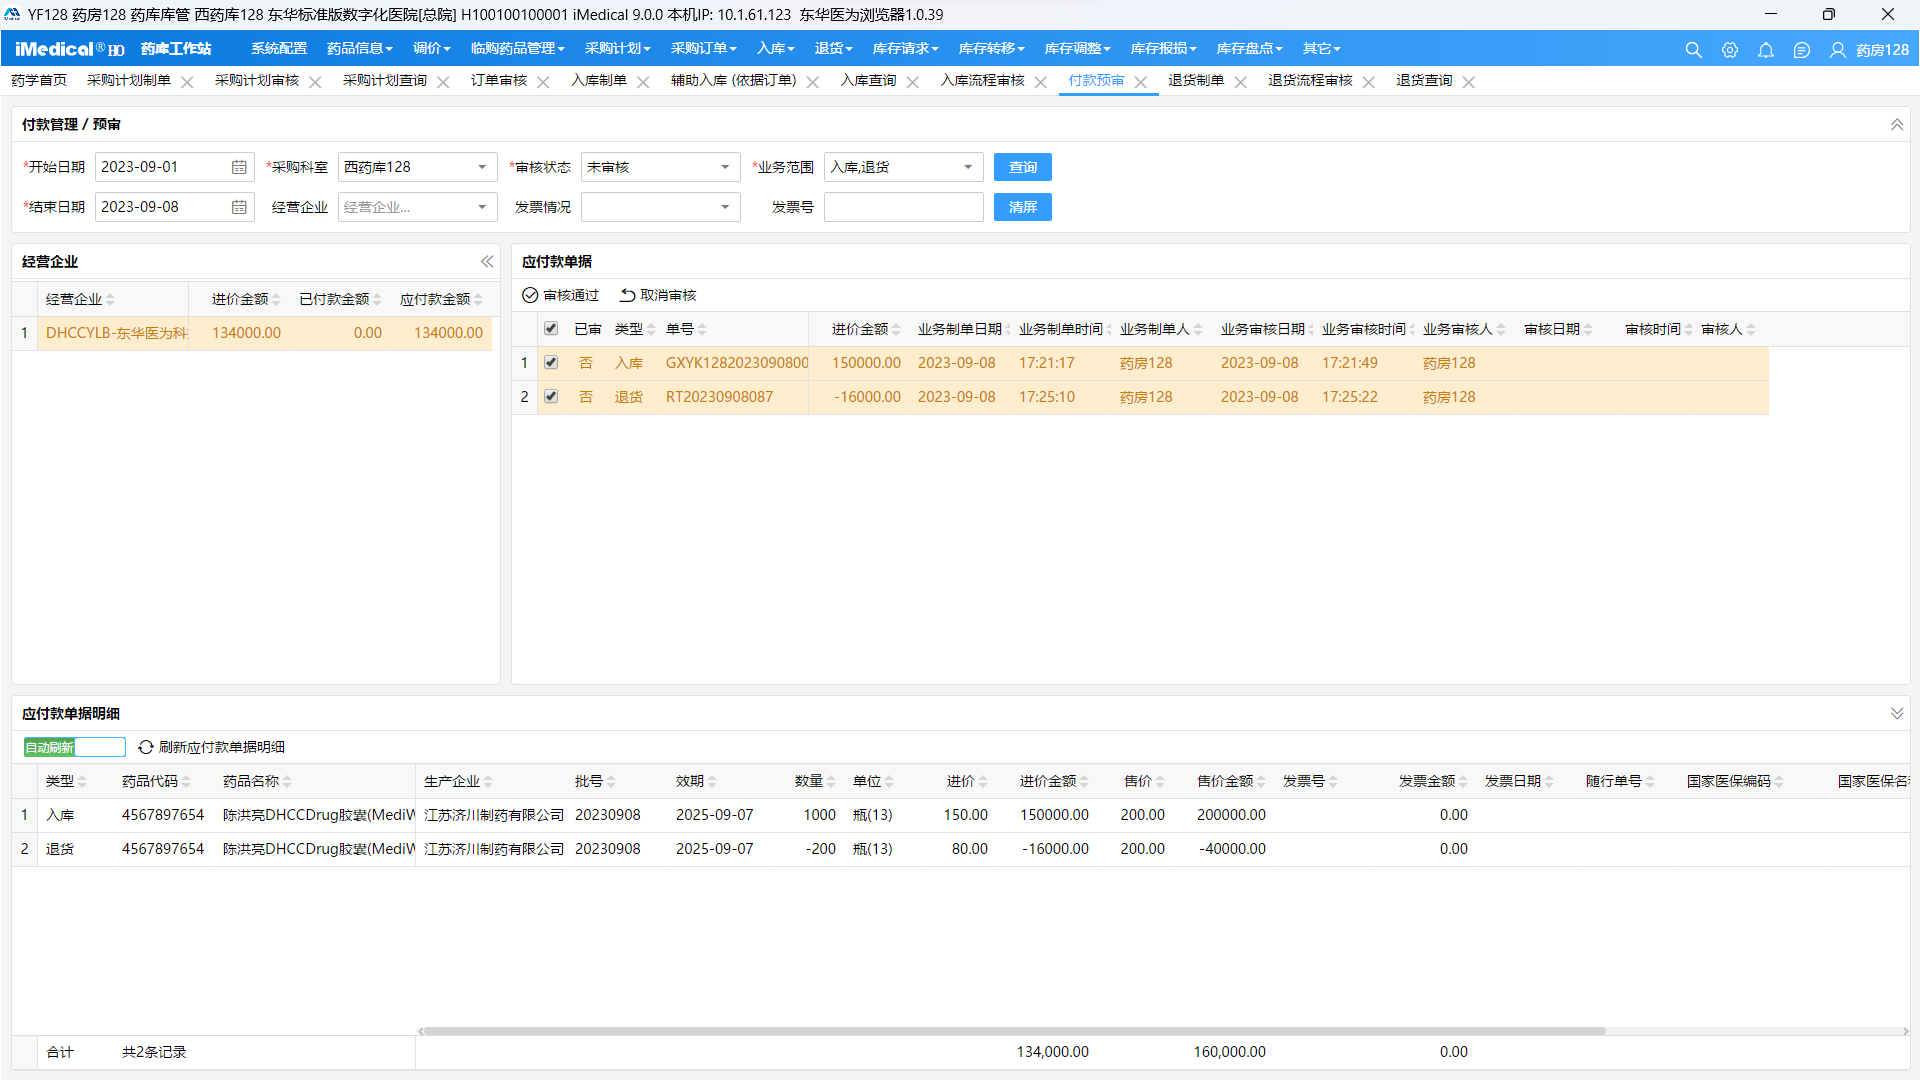 YF128 药房128 药库库管 西药库128 东华标准版数字化医院[总院] H100100100001 iMedical 9.0.0 本机IP: 10.1.61.123 东华医为浏览器1.0.39
iMedical® HO 药库工作站 系统配置 药品信息 调价 临购药品管理 采购计划 采购订单 入库 退货 库存请求 库存转移 库存调整 库存报损 库存盘点 其它 药房128
药学首页 采购计划制单 采购计划审核 采购计划查询 订单审核 入库制单 辅助入库 (依据订单) 入库查询 入库流程审核 付款预审 退货制单 退货流程审核 退货查询
付款管理 / 预审
*开始日期 2023-09-01 *采购科室 西药库128 *审核状态 未审核 *业务范围 入库,退货 查询
*结束日期 2023-09-08 经营企业 经营企业... 发票情况 发票号 清屏
经营企业
经营企业 进价金额 已付款金额 应付款金额
1 DHCCYLB-东华医为科 134000.00 0.00 134000.00
应付款单据
审核通过 取消审核
已审 类型 单号 进价金额 业务制单日期 业务制单时间 业务制单人 业务审核日期 业务审核时间 业务审核人 审核日期 审核时间 审核人
1 否 入库 GXYK1282023090800 150000.00 2023-09-08 17:21:17 药房128 2023-09-08 17:21:49 药房128
2 否 退货 RT20230908087 -16000.00 2023-09-08 17:25:10 药房128 2023-09-08 17:25:22 药房128
应付款单据明细
自动刷新 刷新应付款单据明细
类型 药品代码 药品名称 生产企业 批号 效期 数量 单位 进价 进价金额 售价 售价金额 发票号 发票金额 发票日期 随行单号 国家医保编码 国家医保名
1 入库 4567897654 陈洪亮DHCCDrug胶囊(MediW 江苏济川制药有限公司 20230908 2025-09-07 1000 瓶(13) 150.00 150000.00 200.00 200000.00 0.00
2 退货 4567897654 陈洪亮DHCCDrug胶囊(MediW 江苏济川制药有限公司 20230908 2025-09-07 -200 瓶(13) 80.00 -16000.00 200.00 -40000.00 0.00
合计 共2条记录 134,000.00 160,000.00 0.00